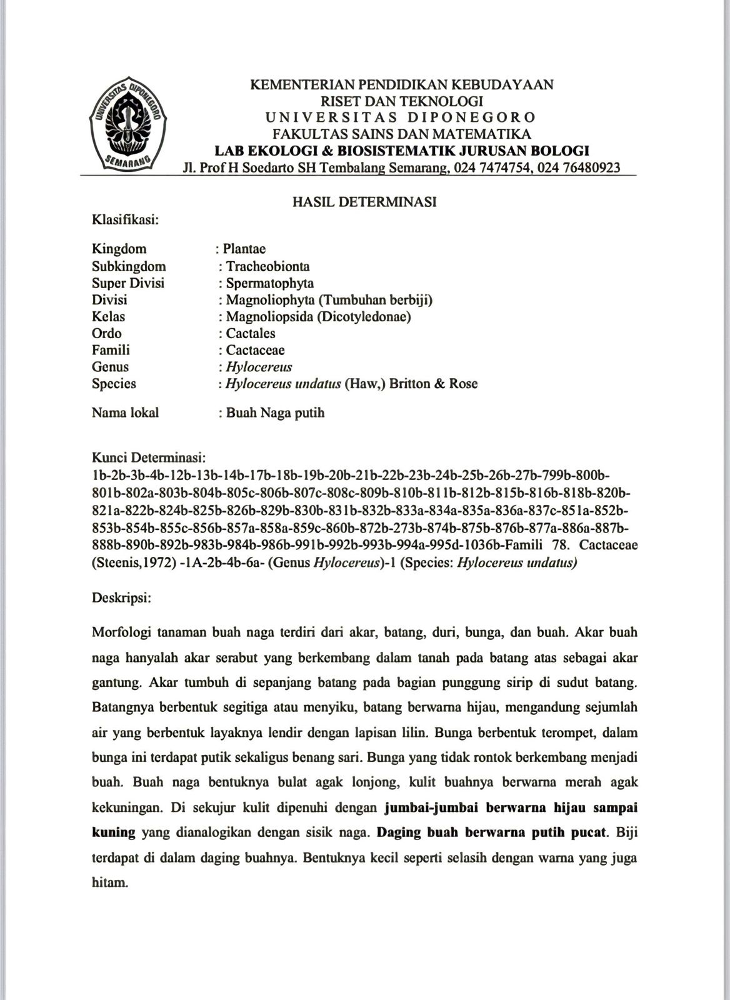 UNIVERSITAS DIPONEGORO
SEMARANG
KEMENTERIAN PENDIDIKAN KEBUDAYAAN
RISET DAN TEKNOLOGI
UNIVERSITAS DIPONEGORO
FAKULTAS SAINS DAN MATEMATIKA
LAB EKOLOGI & BIOSISTEMATIK JURUSAN BOLOGI
Jl. Prof H Soedarto SH Tembalang Semarang, 024 7474754, 024 76480923
HASIL DETERMINASI
Klasifikasi:
Kingdom : Plantae
Subkingdom : Tracheobionta
Super Divisi : Spermatophyta
Divisi : Magnoliophyta (Tumbuhan berbiji)
Kelas : Magnoliopsida (Dicotyledonae)
Ordo : Cactales
Famili : Cactaceae
Genus : Hylocereus
Species : Hylocereus undatus (Haw,) Britton & Rose
Nama lokal : Buah Naga putih
Kunci Determinasi:
1b-2b-3b-4b-12b-13b-14b-17b-18b-19b-20b-21b-22b-23b-24b-25b-26b-27b-799b-800b-
801b-802a-803b-804b-805c-806b-807c-808c-809b-810b-811b-812b-815b-816b-818b-820b-
821a-822b-824b-825b-826b-829b-830b-831b-832b-833a-834a-835a-836a-837c-851a-852b-
853b-854b-855c-856b-857a-858a-859c-860b-872b-273b-874b-875b-876b-877a-886a-887b-
888b-890b-892b-983b-984b-986b-991b-992b-993b-994a-995d-1036b-Famili 78. Cactaceae
(Steenis,1972) -1A-2b-4b-6a- (Genus Hylocereus)-1 (Species: Hylocereus undatus)
Deskripsi:
Morfologi tanaman buah naga terdiri dari akar, batang, duri, bunga, dan buah. Akar buah
naga hanyalah akar serabut yang berkembang dalam tanah pada batang atas sebagai akar
gantung. Akar tumbuh di sepanjang batang pada bagian punggung sirip di sudut batang.
Batangnya berbentuk segitiga atau menyiku, batang berwarna hijau, mengandung sejumlah
air yang berbentuk layaknya lendir dengan lapisan lilin. Bunga berbentuk terompet, dalam
bunga ini terdapat putik sekaligus benang sari. Bunga yang tidak rontok berkembang menjadi
buah. Buah naga bentuknya bulat agak lonjong, kulit buahnya berwarna merah agak
kekuningan. Di sekujur kulit dipenuhi dengan jumbai-jumbai berwarna hijau sampai
kuning yang dianalogikan dengan sisik naga. Daging buah berwarna putih pucat. Biji
terdapat di dalam daging buahnya. Bentuknya kecil seperti selasih dengan warna yang juga
hitam.